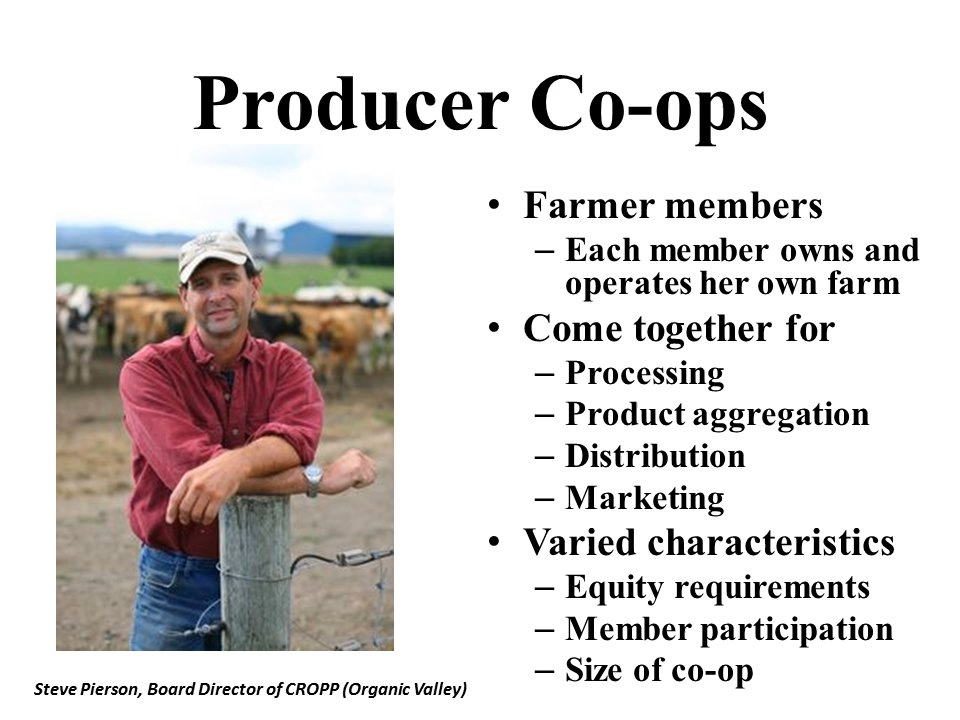 Producer Co-ops
• Farmer members
– Each member owns and
operates her own farm
• Come together for
– Processing
– Product aggregation
– Distribution
– Marketing
• Varied characteristics
– Equity requirements
– Member participation
– Size of co-op
Steve Pierson, Board Director of CROPP (Organic Valley)